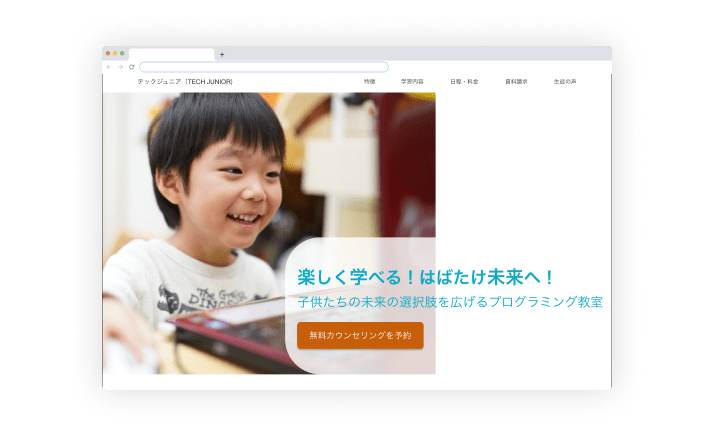 テックジュニア（TECH JUNIOR)
特徴 学習内容 日程・料金 資料請求 生徒の声
The Great
DINOSAUR
楽しく学べる！はばたけ未来へ！
子供たちの未来の選択肢を広げるプログラミング教室
無料カウンセリングを予約